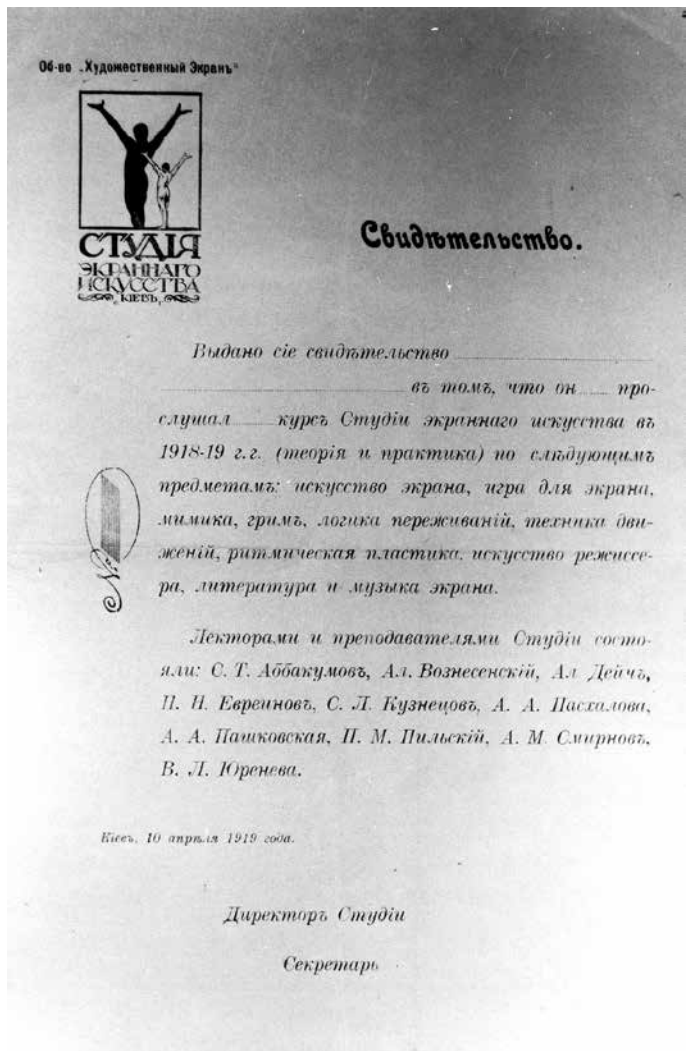 Об-во „Художественный Экранъ"
СТУДІЯ
ЭКРАННАГО
ИСКУССТВА
КІЕВЪ
Свидѣтельство.
Выдано сіе свидѣтельство
въ томъ, что он про-
слушал курсъ Студіи экраннаго искусства въ
1918-19 г.г. (теорія и практика) по слѣдующимъ
предметамъ: искусство экрана, игра для экрана,
мимика, гримъ, логика переживаній, техника дви-
женій, ритмическая пластика, искусство режиссе-
ра, литература и музыка экрана.
№
Лекторами и преподавателями Студіи состо-
яли: С. Т. Аббакумовъ, Ал. Вознесенскій, Ал Дейчъ,
Н. Н. Евреиновъ, С. Л. Кузнецовъ, А. А. Пасхалова,
А. А. Пашковская, П. М. Пильскій, А. М. Смирновъ,
В. Л. Юренева.
Кіевъ, 10 апрѣля 1919 года.
Директоръ Студіи
Секретарь